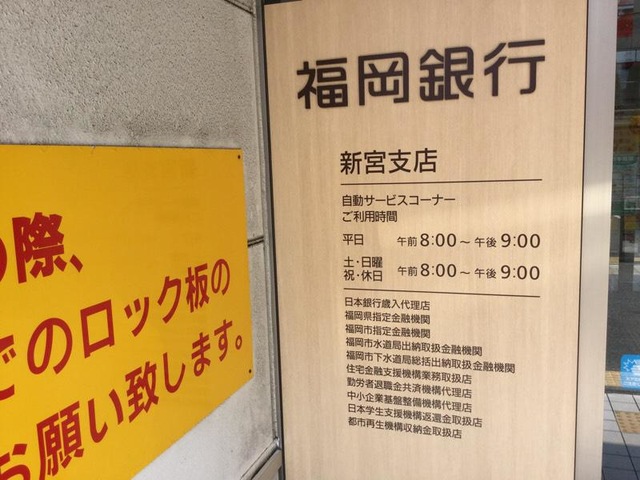 の際、
どのロック板の
お願い致します。
福岡銀行
新宮支店
自動サービスコーナー
ご利用時間
平日 午前8:00～午後9:00
土・日曜
祝・休日 午前8:00～午後9:00
日本銀行歳入代理店
福岡県指定金融機関
福岡市指定金融機関
福岡市水道局出納取扱金融機関
福岡市下水道局総括出納取扱金融機関
住宅金融支援機構業務取扱店
勤労者退職金共済機構代理店
中小企業基盤整備機構代理店
日本学生支援機構返還金取扱店
都市再生機構収納金取扱店